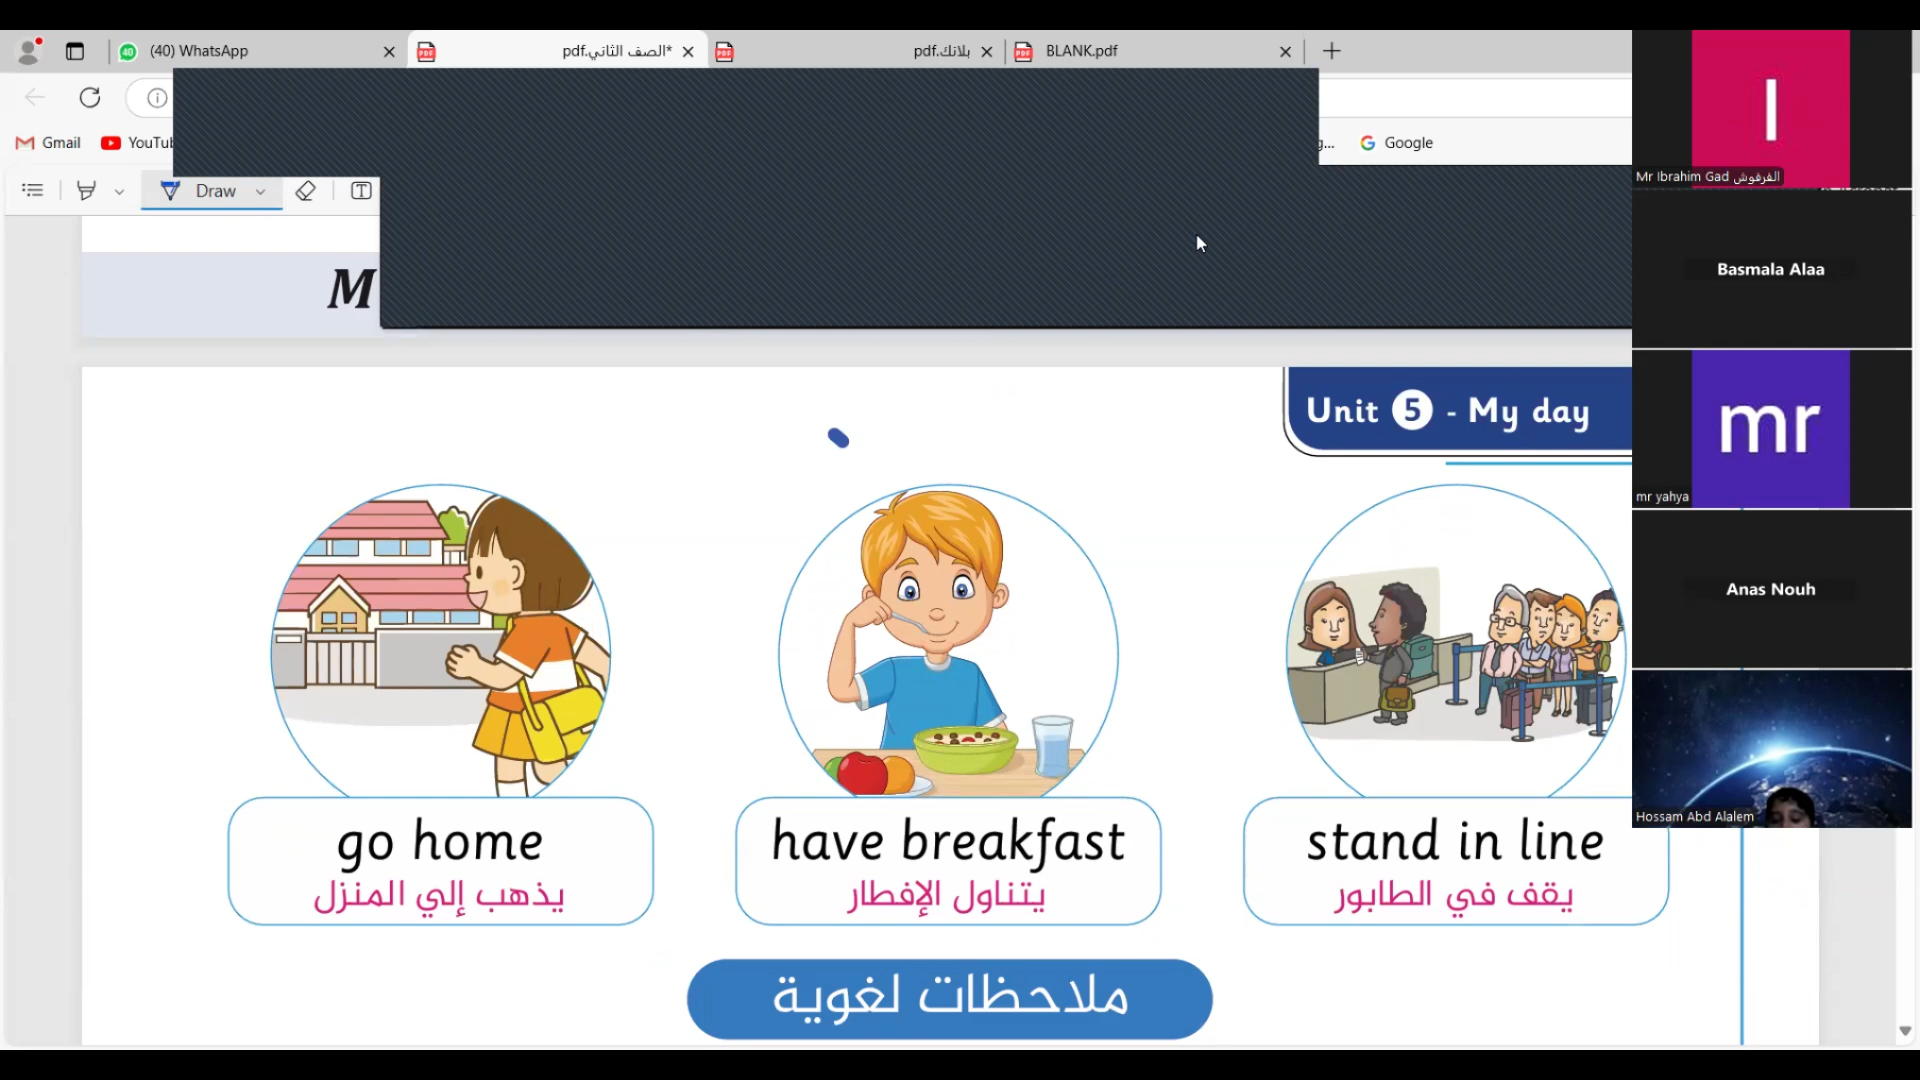 (40) WhatsApp
*الصف الثاني.pdf
بلانك.pdf
BLANK.pdf
Gmail
YouTub
g...
Google
Draw
M
Unit 5 - My day
go home
يذهب إلي المنزل
have breakfast
يتناول الإفطار
stand in line
يقف في الطابور
ملاحظات لغوية
I
Mr Ibrahim Gad الفرفوش
Basmala Alaa
mr
mr yahya
Anas Nouh
Hossam Abd Alalem